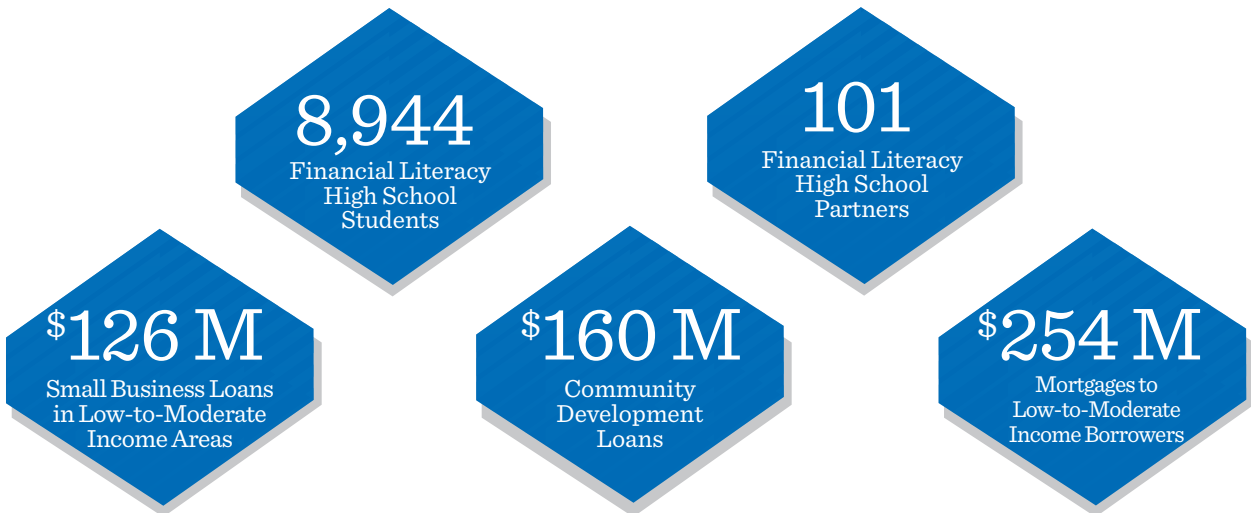 8,944
Financial Literacy
High School
Students
101
Financial Literacy
High School
Partners
$126 M
Small Business Loans
in Low-to-Moderate
Income Areas
$160 M
Community
Development
Loans
$254 M
Mortgages to
Low-to-Moderate
Income Borrowers